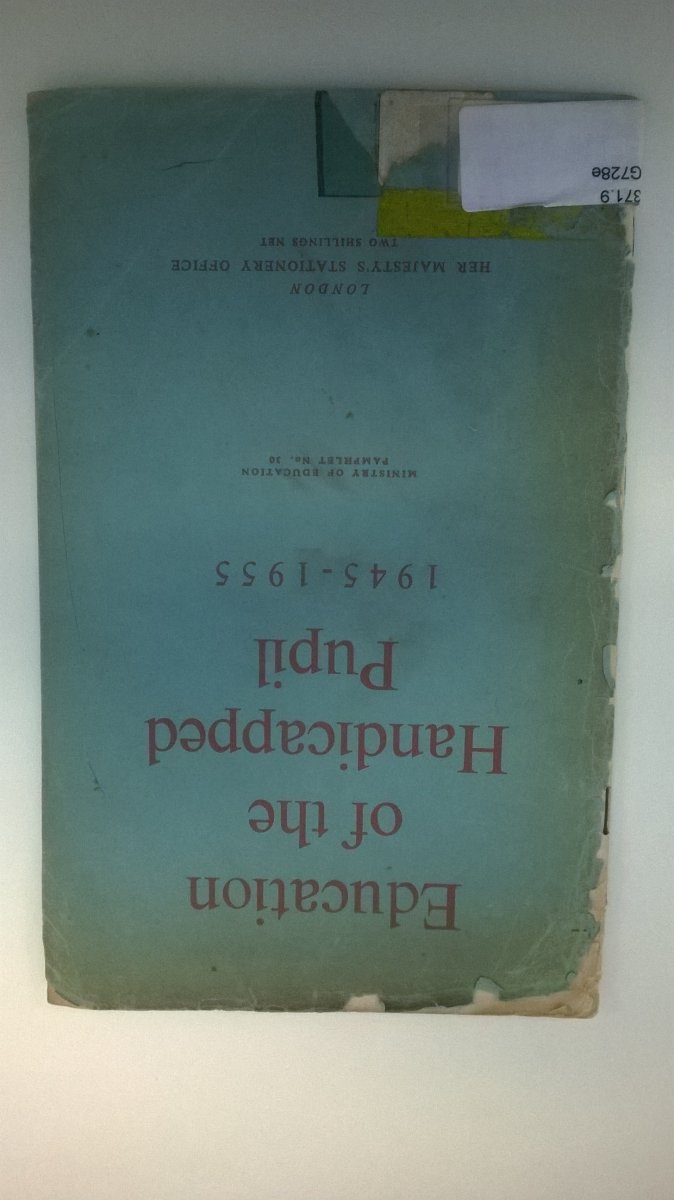 Education
of the
Handicapped
Pupil
1945-1955
MINISTRY OF EDUCATION
PAMPHLET No. 30
LONDON
HER MAJESTY'S STATIONERY OFFICE
TWO SHILLINGS NET
371.9
G728e